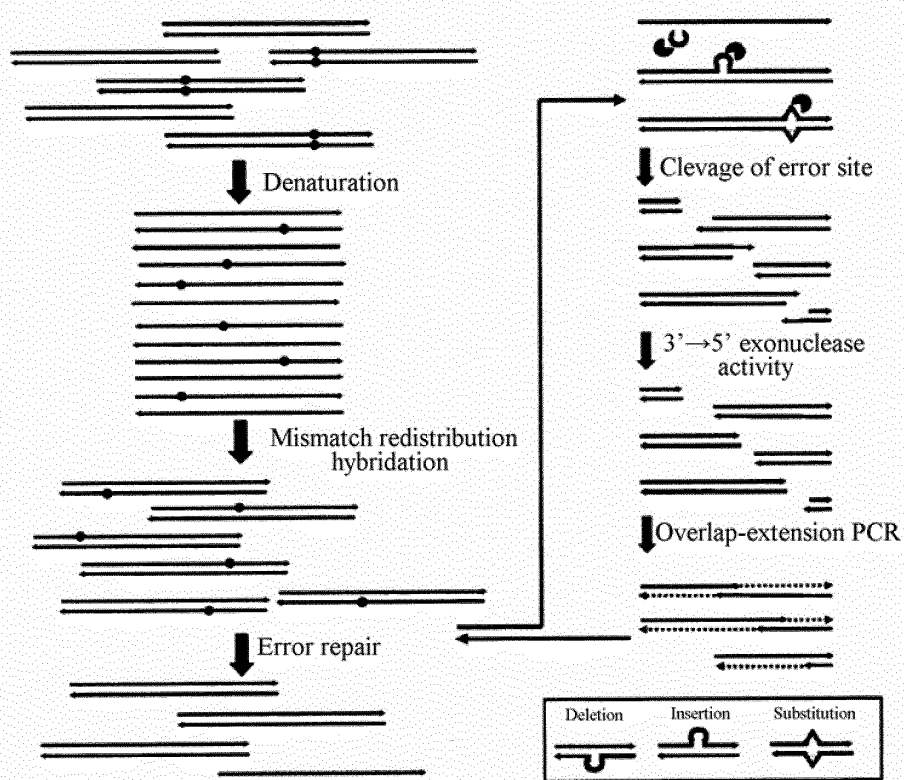 Denaturation
Mismatch redistribution
hybridation
Error repair
Clevage of error site
3’→5’ exonuclease
activity
Overlap-extension PCR
Deletion
Insertion
Substitution